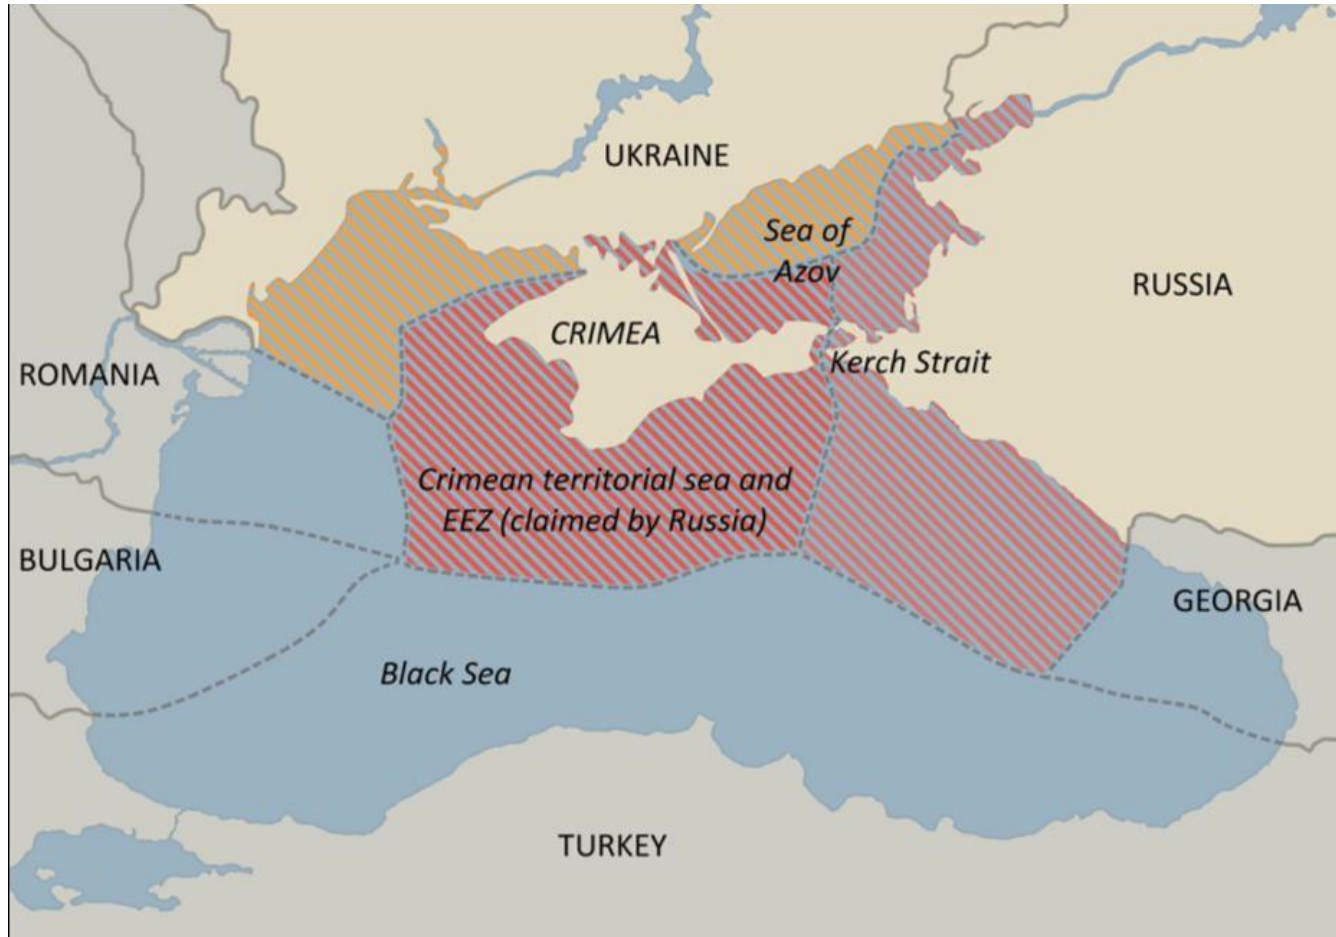 UKRAINE
Sea of
Azov
RUSSIA
CRIMEA
Kerch Strait
ROMANIA
Crimean territorial sea and
EEZ (claimed by Russia)
BULGARIA
GEORGIA
Black Sea
TURKEY